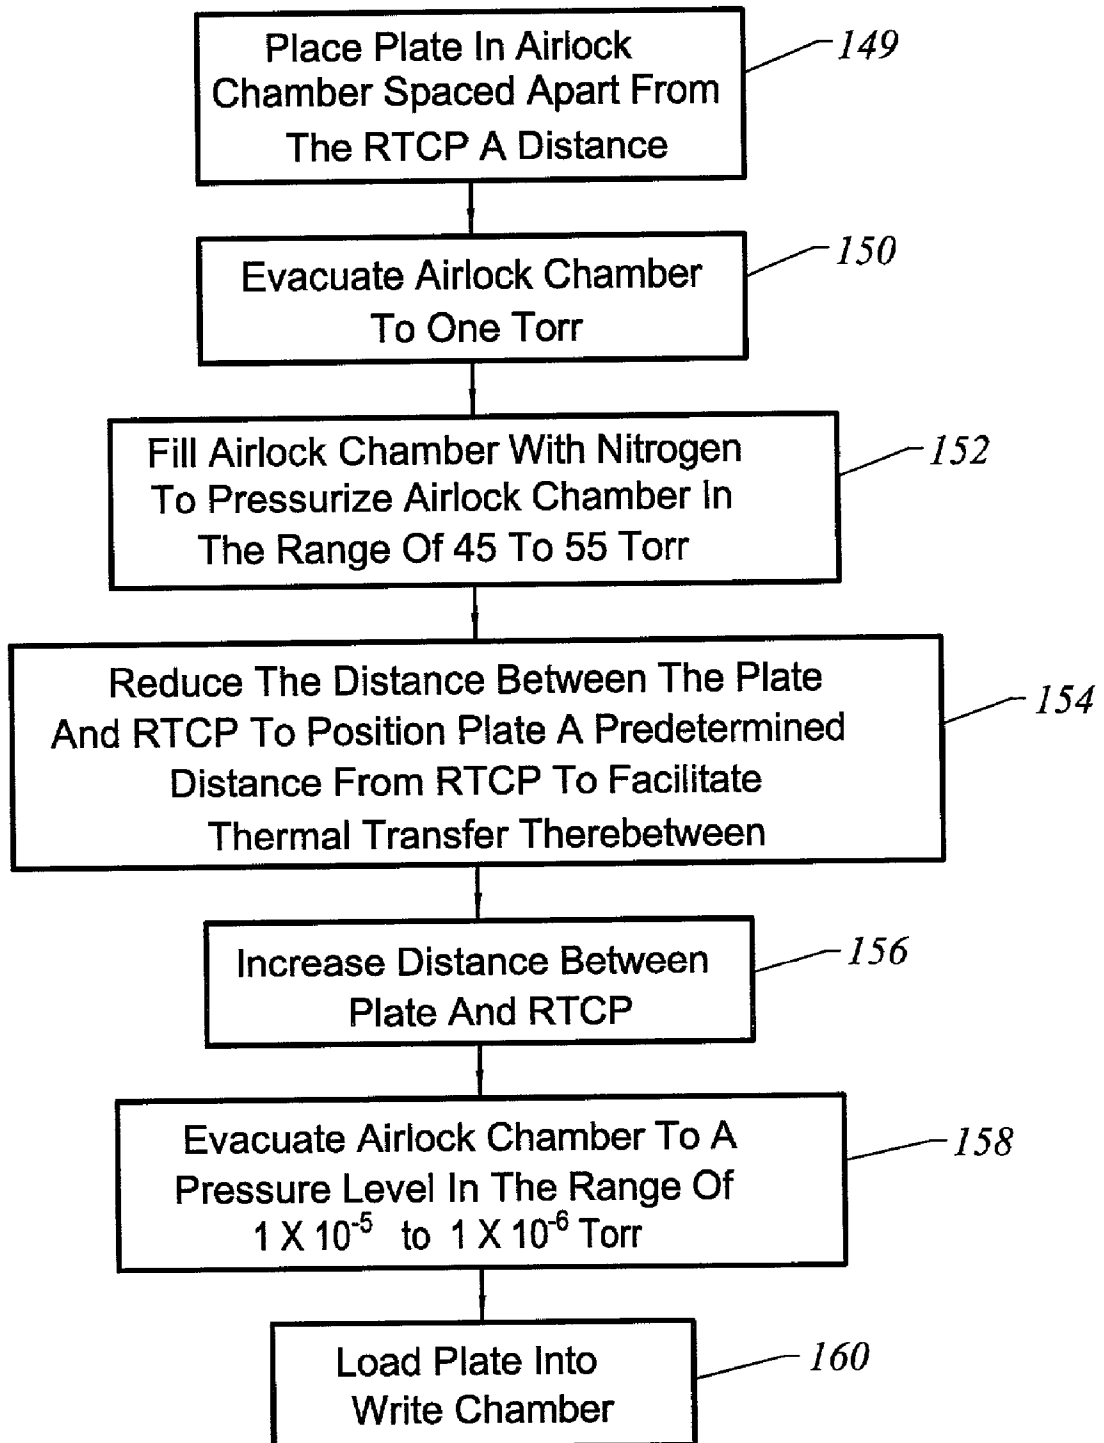 Place Plate In Airlock
Chamber Spaced Apart From
The RTCP A Distance
149
Evacuate Airlock Chamber
To One Torr
150
Fill Airlock Chamber With Nitrogen
To Pressurize Airlock Chamber In
The Range Of 45 To 55 Torr
152
Reduce The Distance Between The Plate
And RTCP To Position Plate A Predetermined
Distance From RTCP To Facilitate
Thermal Transfer Therebetween
154
Increase Distance Between
Plate And RTCP
156
Evacuate Airlock Chamber To A
Pressure Level In The Range Of
1 X 10⁻⁵ to 1 X 10⁻⁶ Torr
158
Load Plate Into
Write Chamber
160